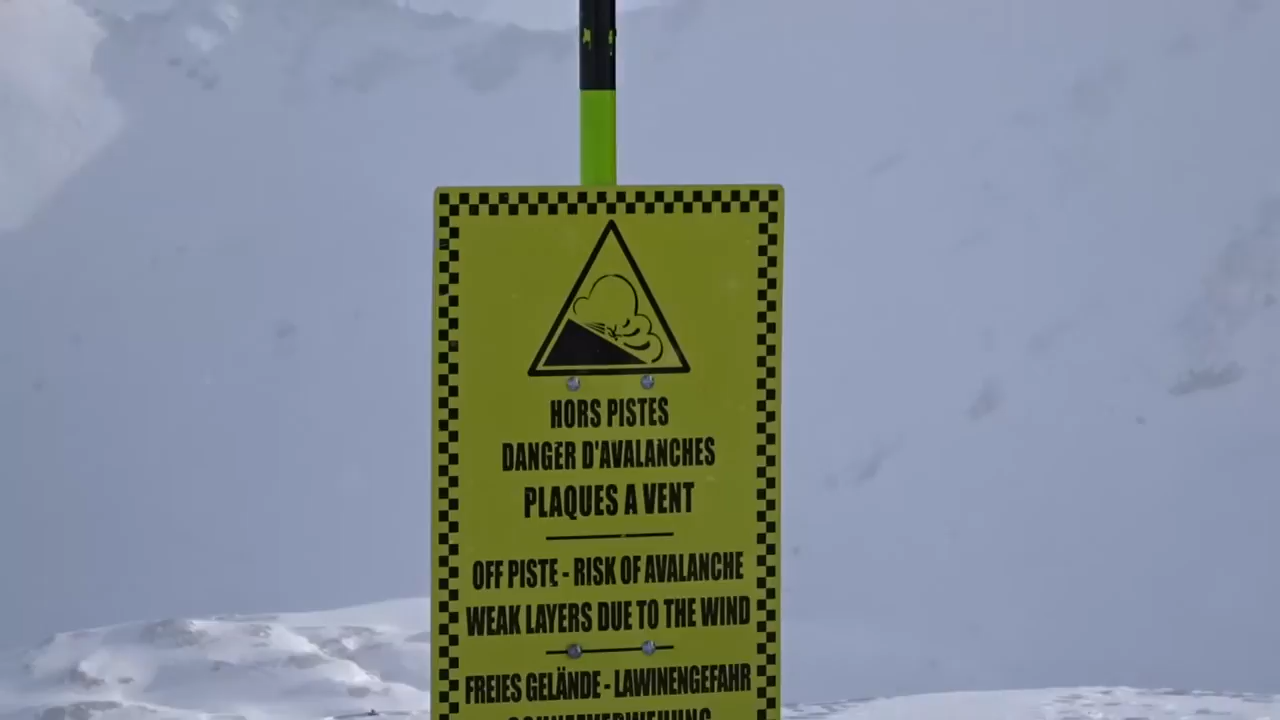 HORS PISTES
DANGER D'AVALANCHES
PLAQUES A VENT
OFF PISTE - RISK OF AVALANCHE
WEAK LAYERS DUE TO THE WIND
FREIES GELÄNDE - LAWINENGEFAHR